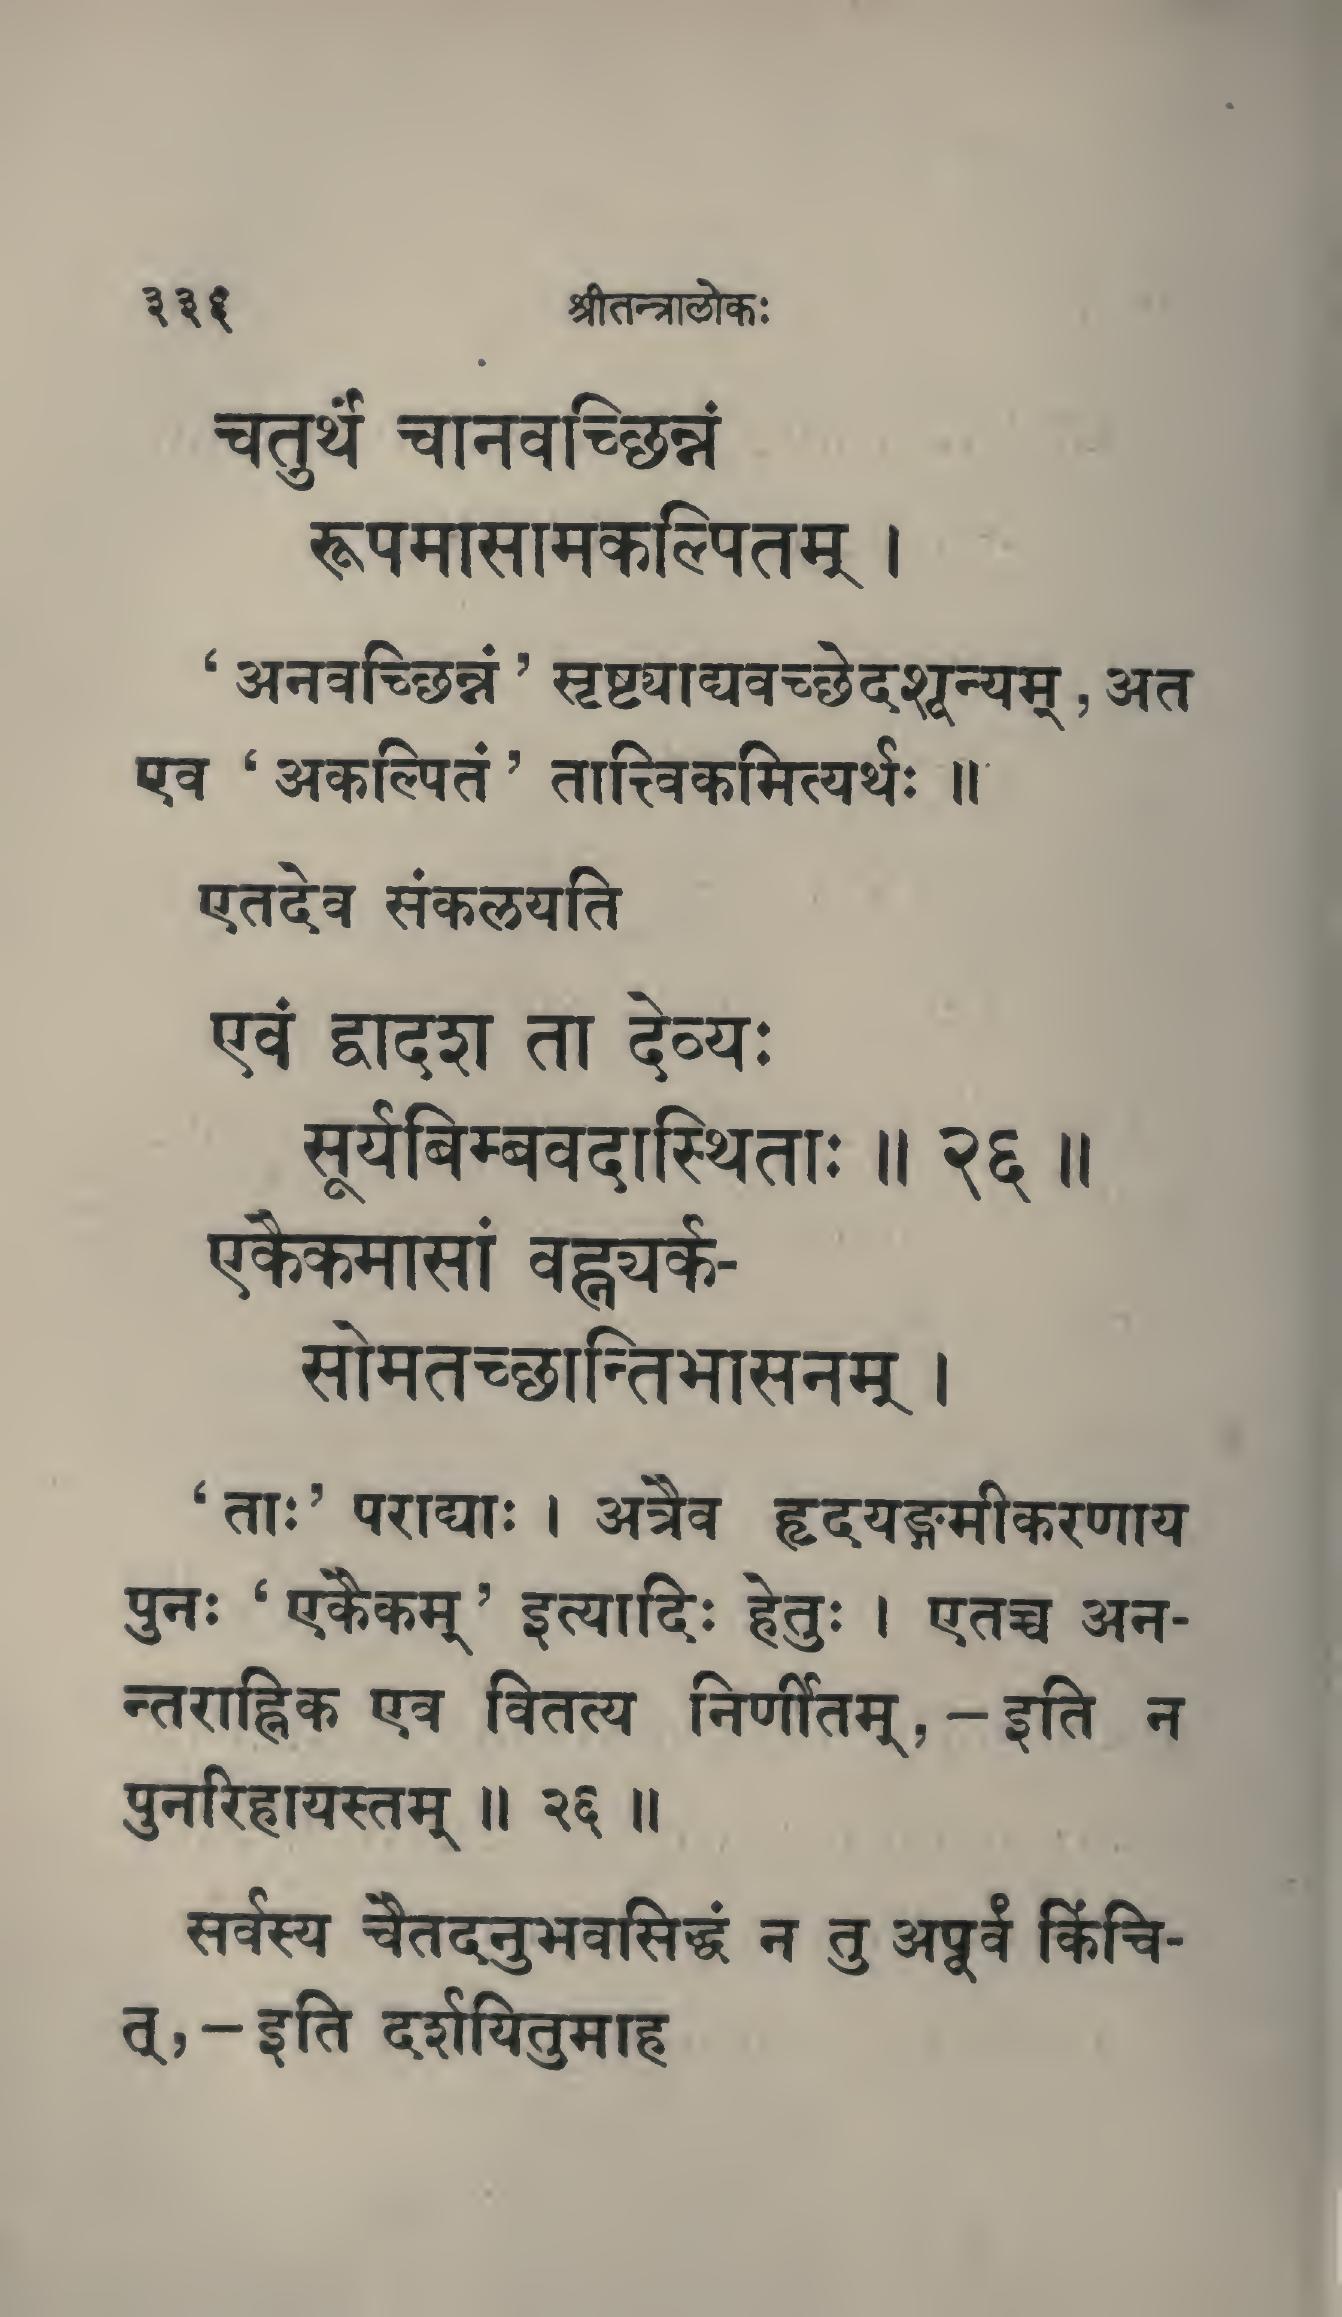 ३३६ श्रीतन्त्रालोकः
चतुर्थं चानवच्छिन्नं
रूपमासामकल्पितम् ।
‘ अनवच्छिन्नं ’ सृष्ट्याद्यवच्छेदशून्यम् , अत
एव ‘ अकल्पितं ’ तात्त्विकमित्यर्थः ॥
एतदेव संकलयति
एवं द्वादश ता देव्यः
सूर्यबिम्बवदास्थिताः ॥ २६ ॥
एकैकमासां वह्न्यर्क-
सोमतच्छान्तिभासनम् ।
‘ ताः ’ पराद्याः । अत्रैव हृदयङ्गमीकरणाय
पुनः ‘ एकैकम् ’ इत्यादिः हेतुः । एतच्च अन-
न्तराह्निक एव वितत्य निर्णीतम् , – इति न
पुनरिहायस्तम् ॥ २६ ॥
सर्वस्य चैतदनुभवसिद्धं न तु अपूर्वं किंचि-
त् , – इति दर्शयितुमाह